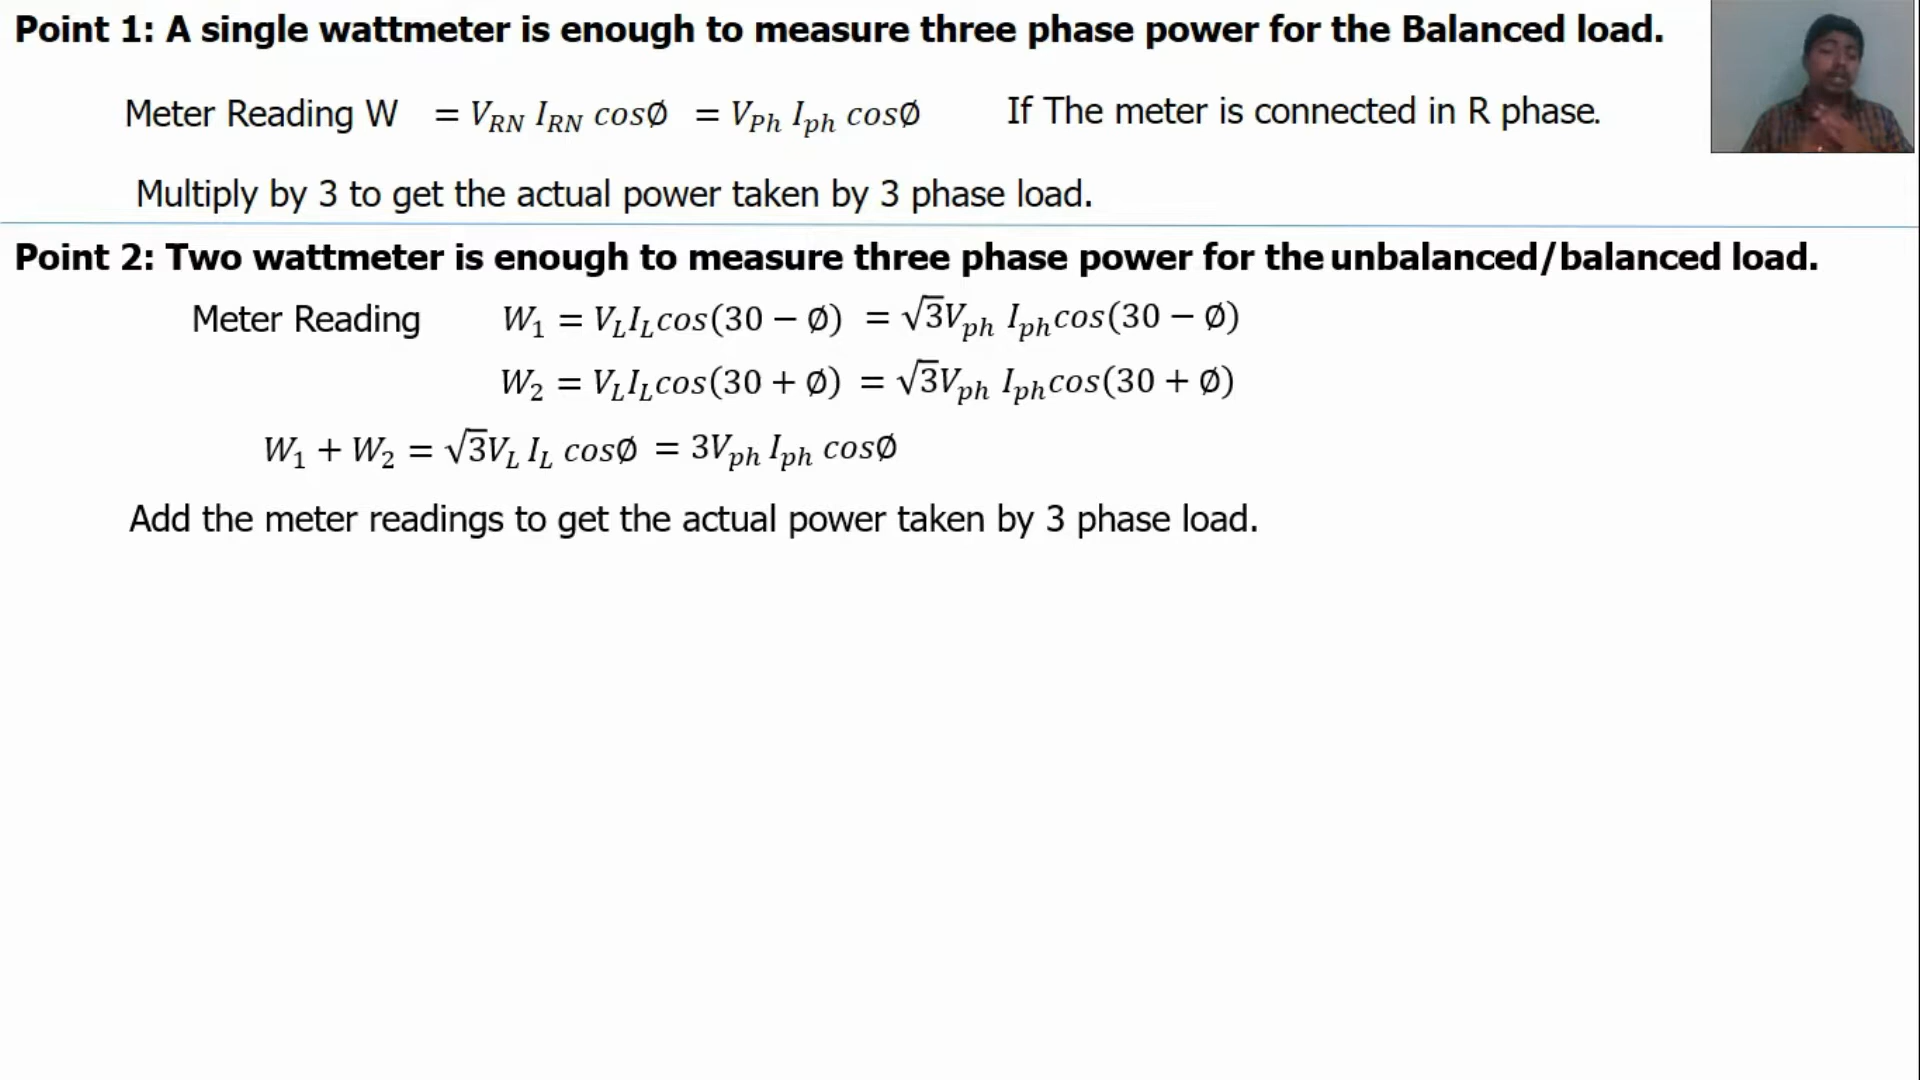 Point 1: A single wattmeter is enough to measure three phase power for the Balanced load.
Meter Reading W = V_RN I_RN cosØ = V_Ph I_ph cosØ If The meter is connected in R phase.
Multiply by 3 to get the actual power taken by 3 phase load.
Point 2: Two wattmeter is enough to measure three phase power for the unbalanced/balanced load.
Meter Reading W₁ = V_L I_L cos(30 − Ø) = √3V_ph I_ph cos(30 − Ø)
W₂ = V_L I_L cos(30 + Ø) = √3V_ph I_ph cos(30 + Ø)
W₁ + W₂ = √3V_L I_L cosØ = 3V_ph I_ph cosØ
Add the meter readings to get the actual power taken by 3 phase load.